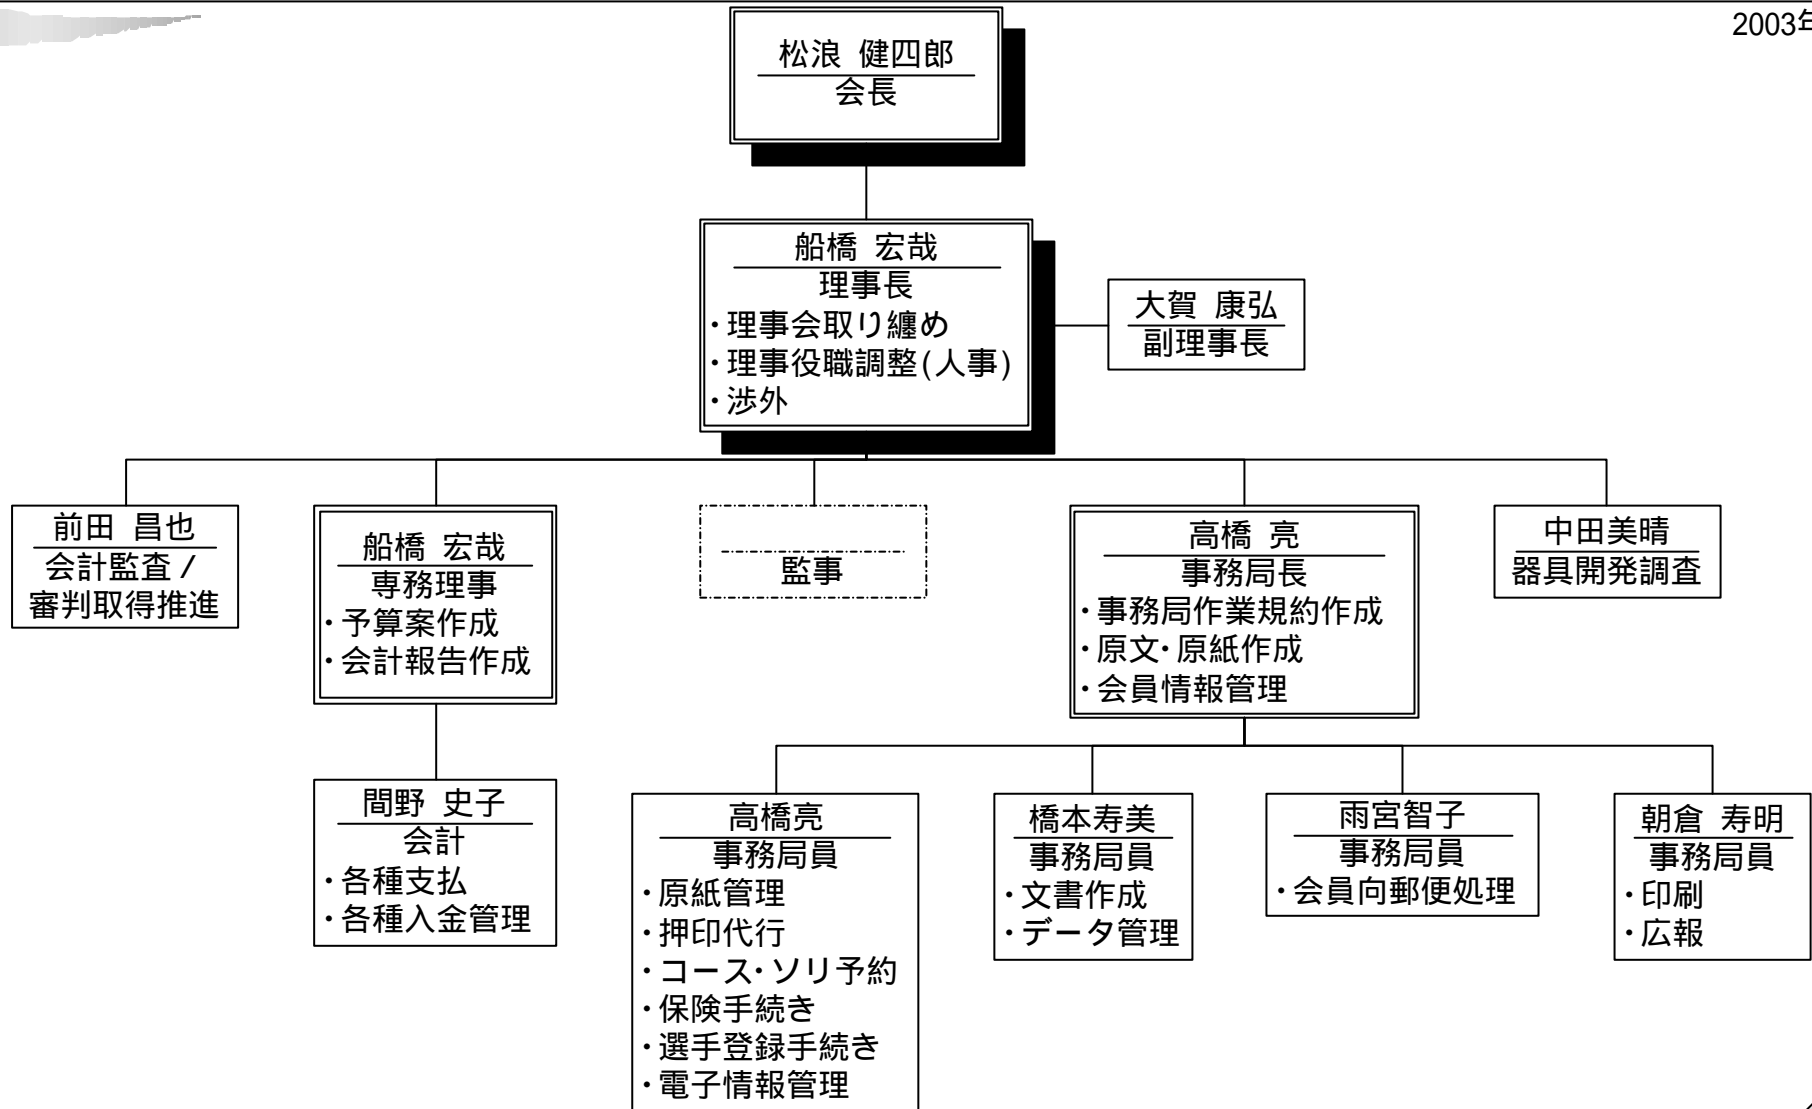 2003年
松浪 健四郎
会長
船橋 宏哉
理事長
・理事会取り纏め
・理事役職調整(人事)
・渉外
大賀 康弘
副理事長
前田 昌也
会計監査 /
審判取得推進
船橋 宏哉
専務理事
・予算案作成
・会計報告作成
監事
高橋 亮
事務局長
・事務局作業規約作成
・原文・原紙作成
・会員情報管理
中田美晴
器具開発調査
間野 史子
会計
・各種支払
・各種入金管理
高橋亮
事務局員
・原紙管理
・押印代行
・コース・ソリ予約
・保険手続き
・選手登録手続き
・電子情報管理
橋本寿美
事務局員
・文書作成
・データ管理
雨宮智子
事務局員
・会員向郵便処理
朝倉 寿明
事務局員
・印刷
・広報